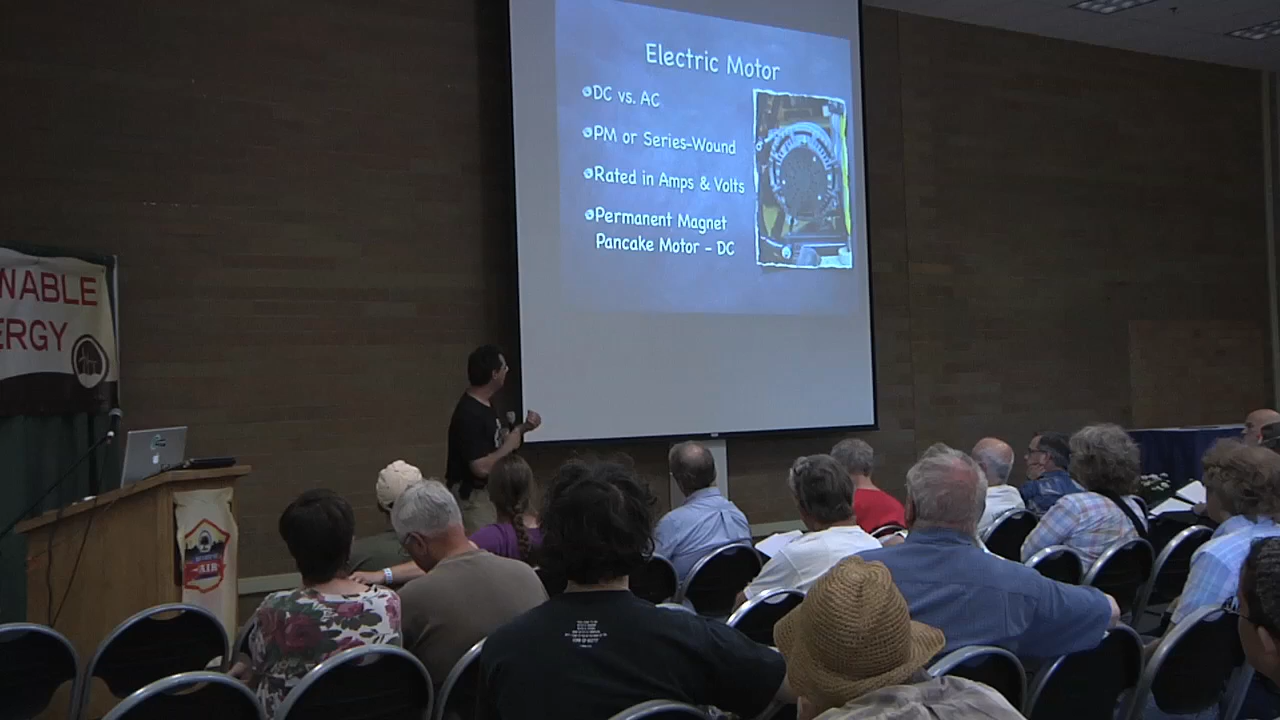 Electric Motor
DC vs. AC
PM or Series-Wound
Rated in Amps & Volts
Permanent Magnet
Pancake Motor - DC
NABLE
ERGY
AIR